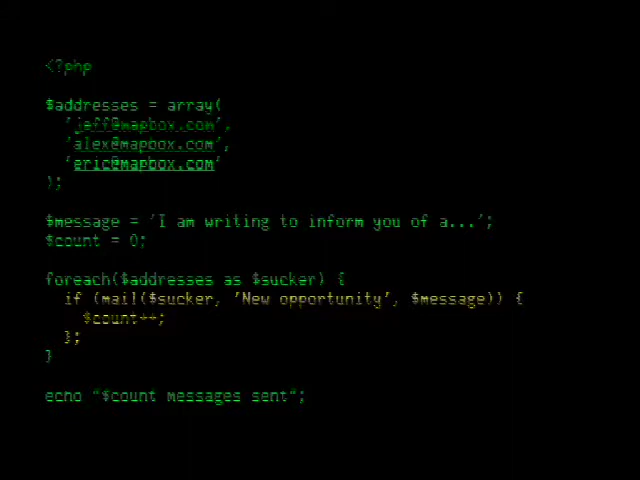 <?php
$addresses = array(
'jeff@mapbox.com',
'alex@mapbox.com',
'eric@mapbox.com'
);
$message = 'I am writing to inform you of a...';
$count = 0;
foreach($addresses as $sucker) {
if (mail($sucker, 'New opportunity', $message)) {
$count++;
};
}
echo "$count messages sent";